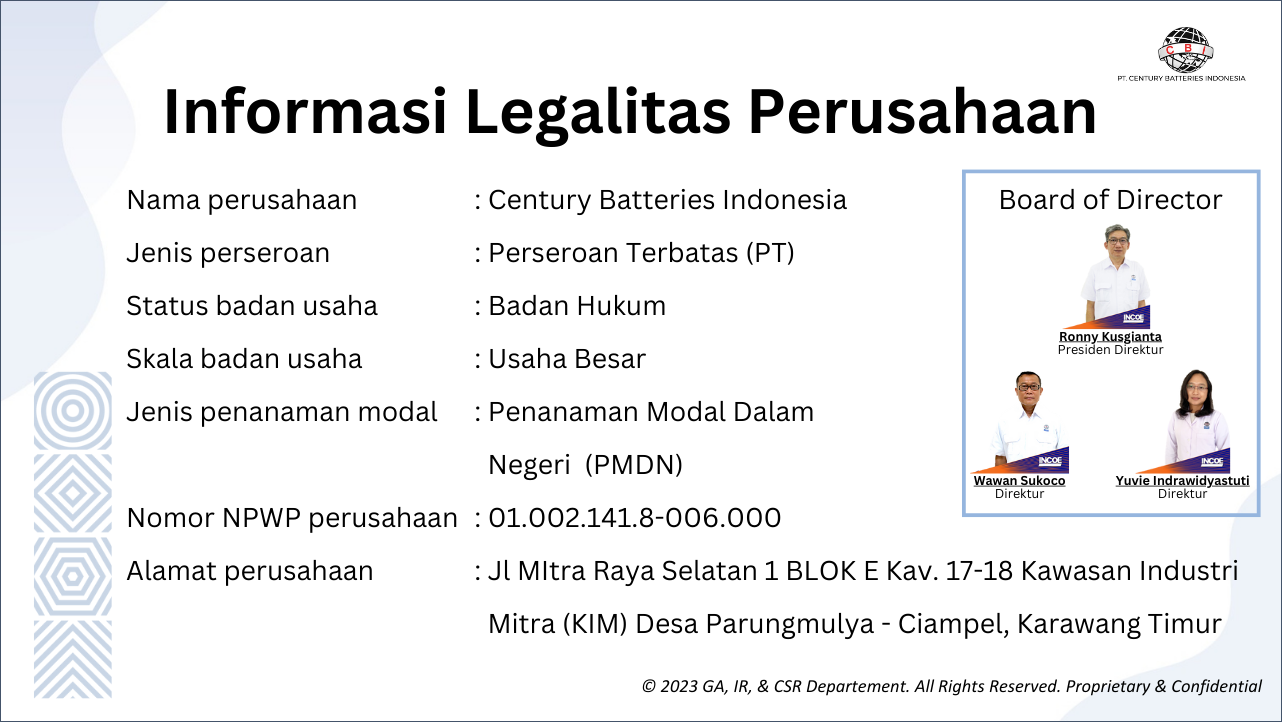 CBI
PT. CENTURY BATTERIES INDONESIA
Informasi Legalitas Perusahaan
Nama perusahaan : Century Batteries Indonesia
Jenis perseroan : Perseroan Terbatas (PT)
Status badan usaha : Badan Hukum
Skala badan usaha : Usaha Besar
Jenis penanaman modal : Penanaman Modal Dalam
Negeri (PMDN)
Nomor NPWP perusahaan : 01.002.141.8-006.000
Alamat perusahaan : Jl MItra Raya Selatan 1 BLOK E Kav. 17-18 Kawasan Industri
Mitra (KIM) Desa Parungmulya - Ciampel, Karawang Timur
Board of Director
INCOE
Ronny Kusgianta
Presiden Direktur
INCOE
Wawan Sukoco
Direktur
INCOE
Yuvie Indrawidyastuti
Direktur
© 2023 GA, IR, & CSR Departement. All Rights Reserved. Proprietary & Confidential